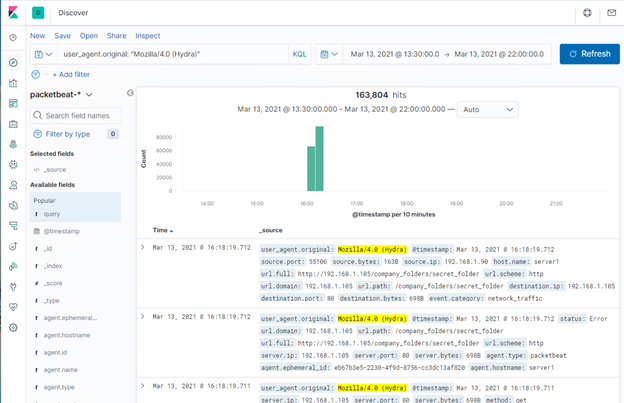 D Discover
New Save Open Share Inspect
user_agent.original: "Mozilla/4.0 (Hydra)" KQL Mar 13, 2021 @ 13:30:00.0 → Mar 13, 2021 @ 22:00:00.0 Refresh
+ Add filter
packetbeat-*
Search field names
Filter by type 0
Selected fields
_source
Available fields
Popular
t query
@timestamp
t _id
t _index
# _score
t _type
t agent.ephemeral...
t agent.hostname
t agent.id
t agent.name
t agent.type
163,804 hits
Mar 13, 2021 @ 13:30:00.000 - Mar 13, 2021 @ 22:00:00.000 — Auto
Count
80000
60000
40000
20000
0
14:00 15:00 16:00 17:00 18:00 19:00 20:00 21:00
@timestamp per 10 minutes
Time _source
Mar 13, 2021 @ 16:18:19.712 user_agent.original: Mozilla/4.0 (Hydra) @timestamp: Mar 13, 2021 @ 16:18:19.712
source.port: 55106 source.bytes: 163B source.ip: 192.168.1.90 host.name: server1
url.full: http://192.168.1.105/company_folders/secret_folder url.scheme: http
url.domain: 192.168.1.105 url.path: /company_folders/secret_folder destination.ip: 192.168.1.105
destination.port: 80 destination.bytes: 698B event.category: network_traffic
Mar 13, 2021 @ 16:18:19.712 user_agent.original: Mozilla/4.0 (Hydra) @timestamp: Mar 13, 2021 @ 16:18:19.712 status: Error
url.domain: 192.168.1.105 url.path: /company_folders/secret_folder
url.full: http://192.168.1.105/company_folders/secret_folder url.scheme: http
server.ip: 192.168.1.105 server.port: 80 server.bytes: 698B agent.type: packetbeat
agent.ephemeral_id: eb67b3e5-2230-4f9d-8756-cc3dc13af820 agent.hostname: server1
Mar 13, 2021 @ 16:18:19.711 user_agent.original: Mozilla/4.0 (Hydra) @timestamp: Mar 13, 2021 @ 16:18:19.711
server.ip: 192.168.1.105 server.port: 80 server.bytes: 698B method: get